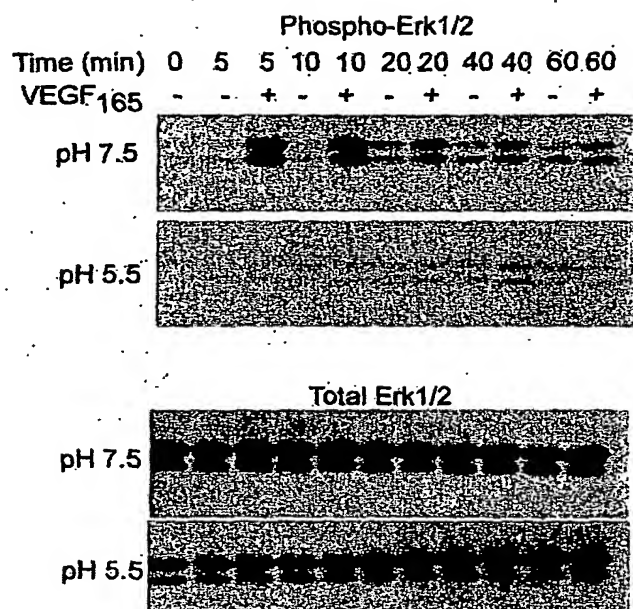 Phospho-Erk1/2
Time (min) 0 5 5 10 10 20 20 40 40 60 60
VEGF165 - - + - + - + - + - +
pH 7.5
pH 5.5
Total Erk1/2
pH 7.5
pH 5.5